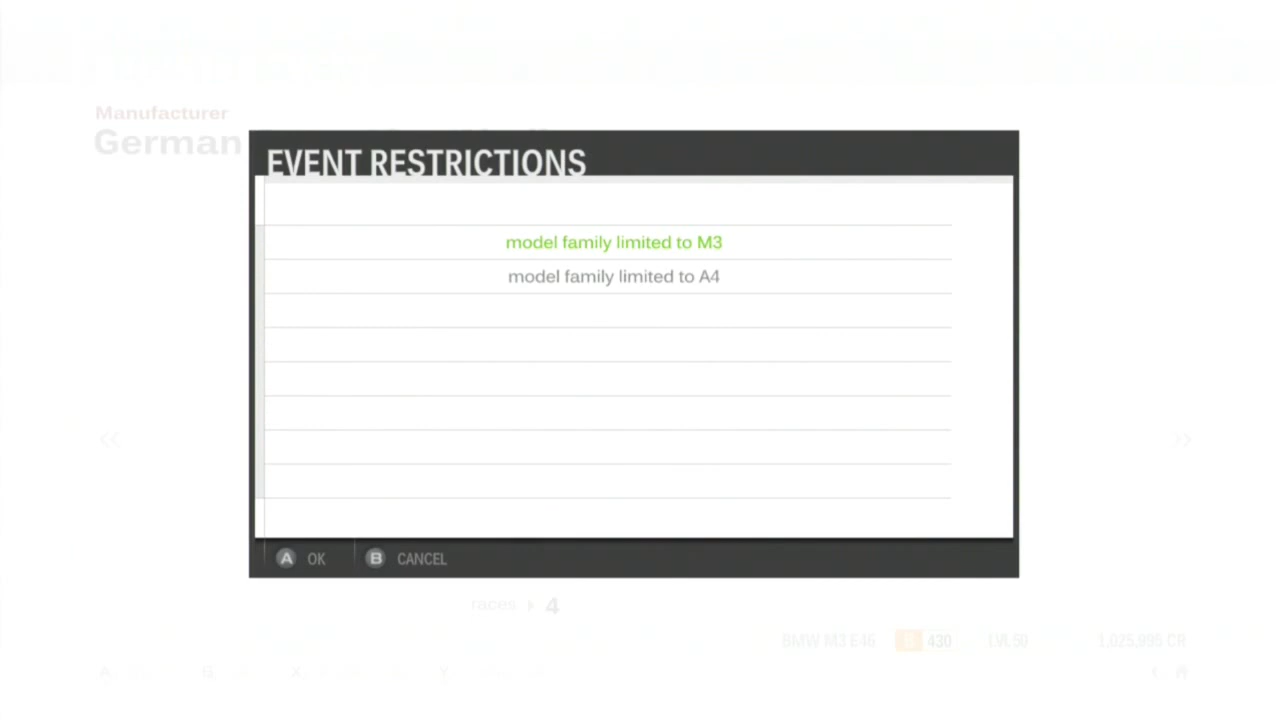 Manufacturer
German
EVENT RESTRICTIONS
model family limited to M3
model family limited to A4
A OK B CANCEL
races 4
BMW M3 E46 B 430 LVL 50 1,025,995 CR
A B X Y